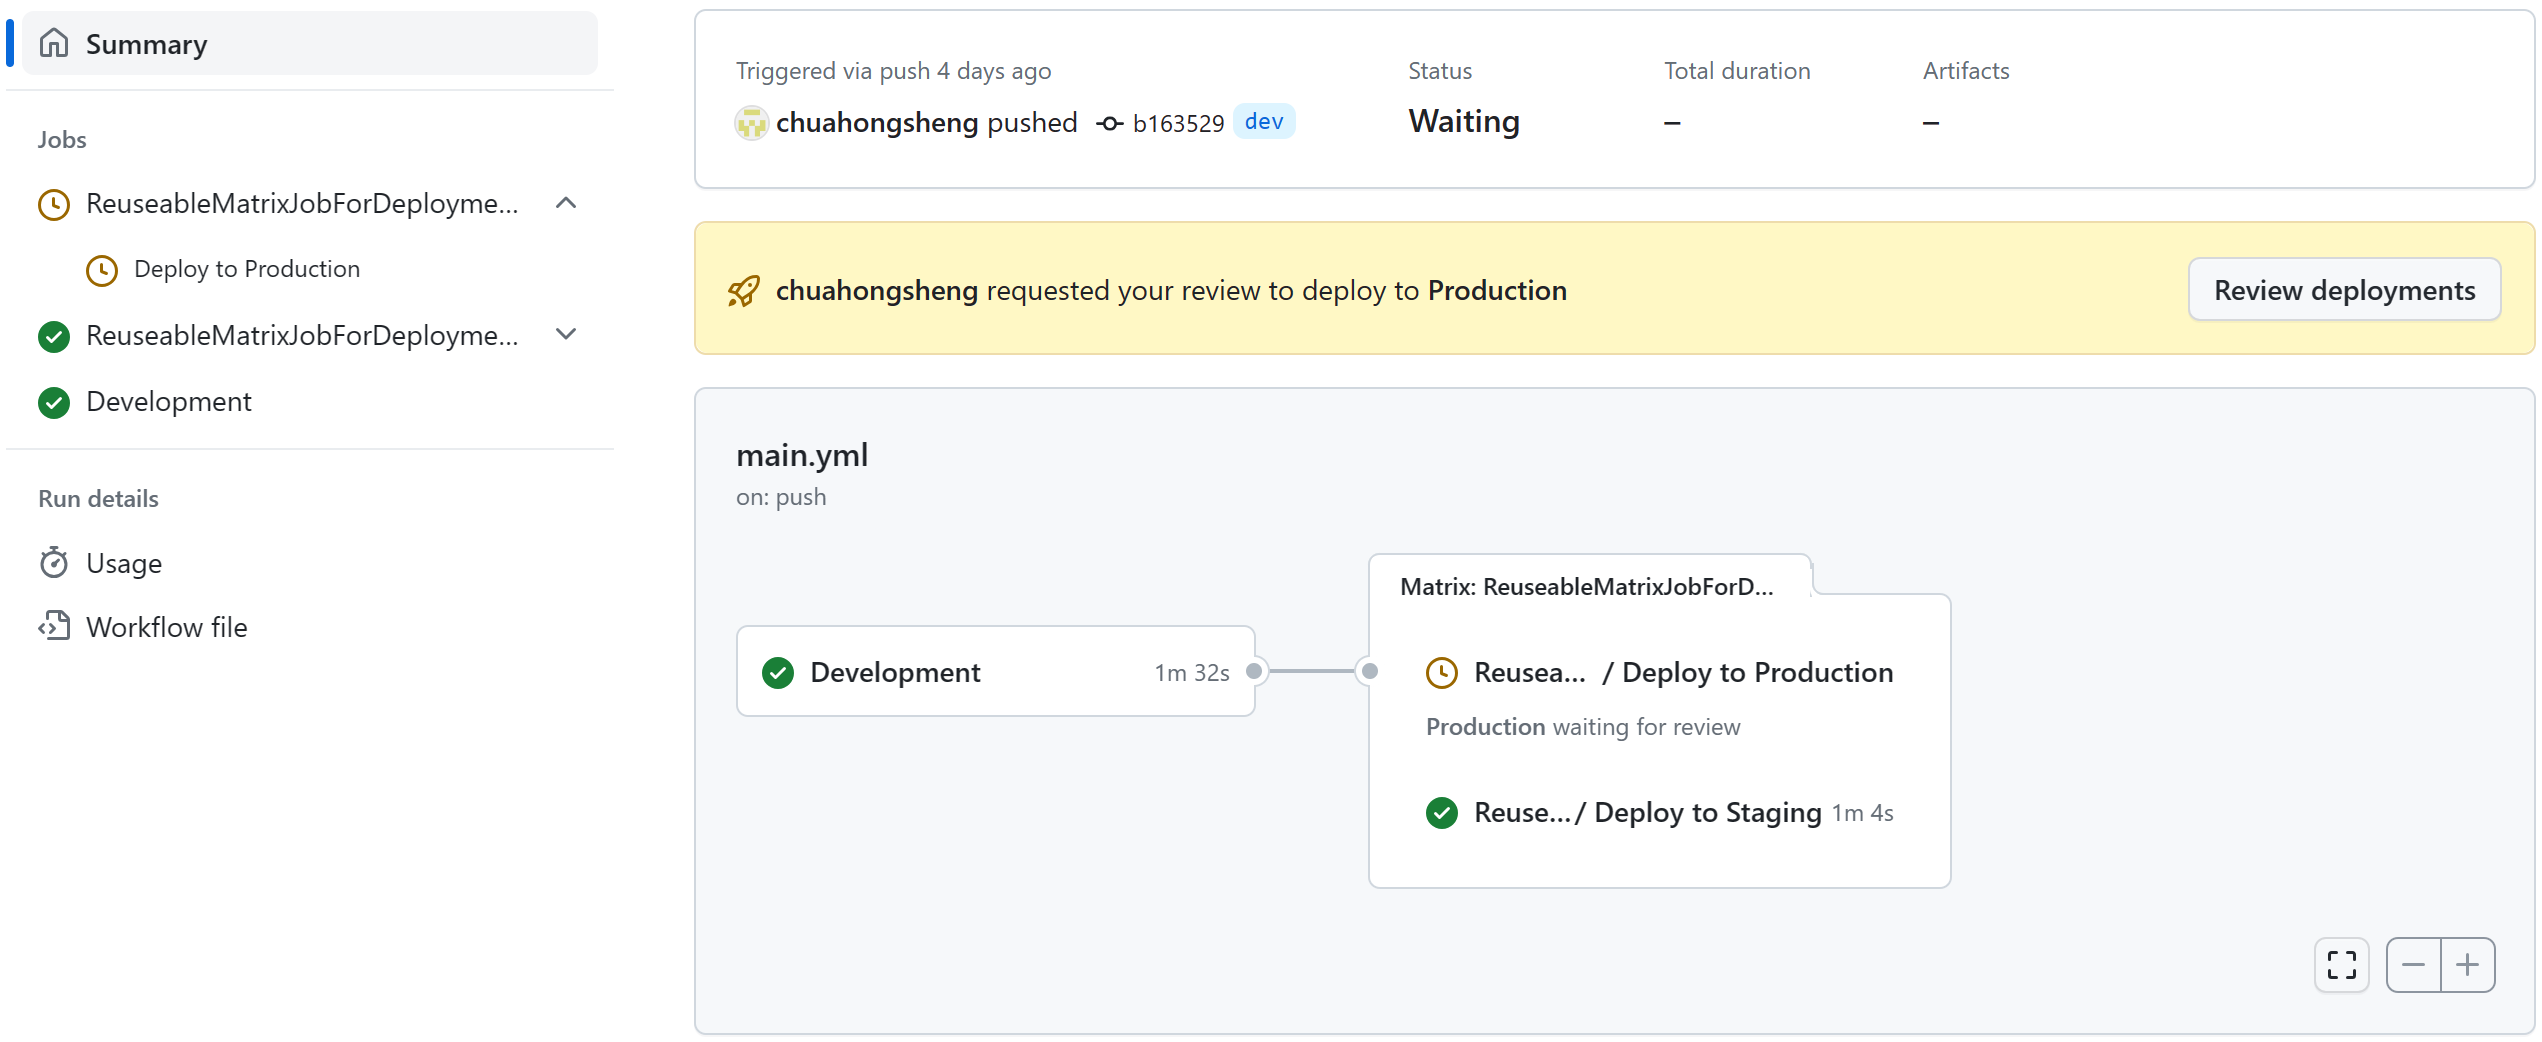 Summary
Jobs
ReuseableMatrixJobForDeployme...
Deploy to Production
ReuseableMatrixJobForDeployme...
Development
Run details
Usage
Workflow file
Triggered via push 4 days ago
chuahongsheng pushed b163529 dev
Status
Waiting
Total duration
–
Artifacts
–
chuahongsheng requested your review to deploy to Production
Review deployments
main.yml
on: push
Development 1m 32s
Matrix: ReuseableMatrixJobForD...
Reusea... / Deploy to Production
Production waiting for review
Reuse.../ Deploy to Staging 1m 4s